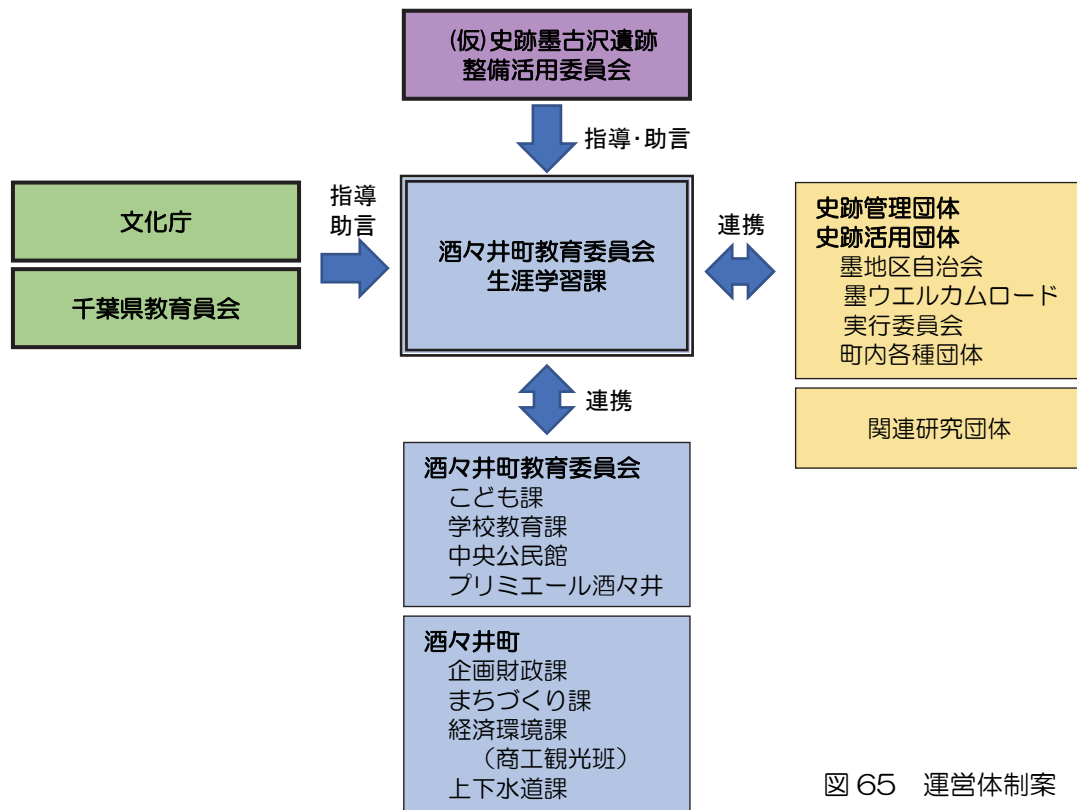 (仮)史跡墨古沢遺跡
整備活用委員会
指導・助言
文化庁
千葉県教育員会
指導
助言
酒々井町教育委員会
生涯学習課
連携
史跡管理団体
史跡活用団体
墨地区自治会
墨ウエルカムロード
実行委員会
町内各種団体
関連研究団体
連携
酒々井町教育委員会
こども課
学校教育課
中央公民館
プリミエール酒々井
酒々井町
企画財政課
まちづくり課
経済環境課
（商工観光班）
上下水道課
図 65　運営体制案